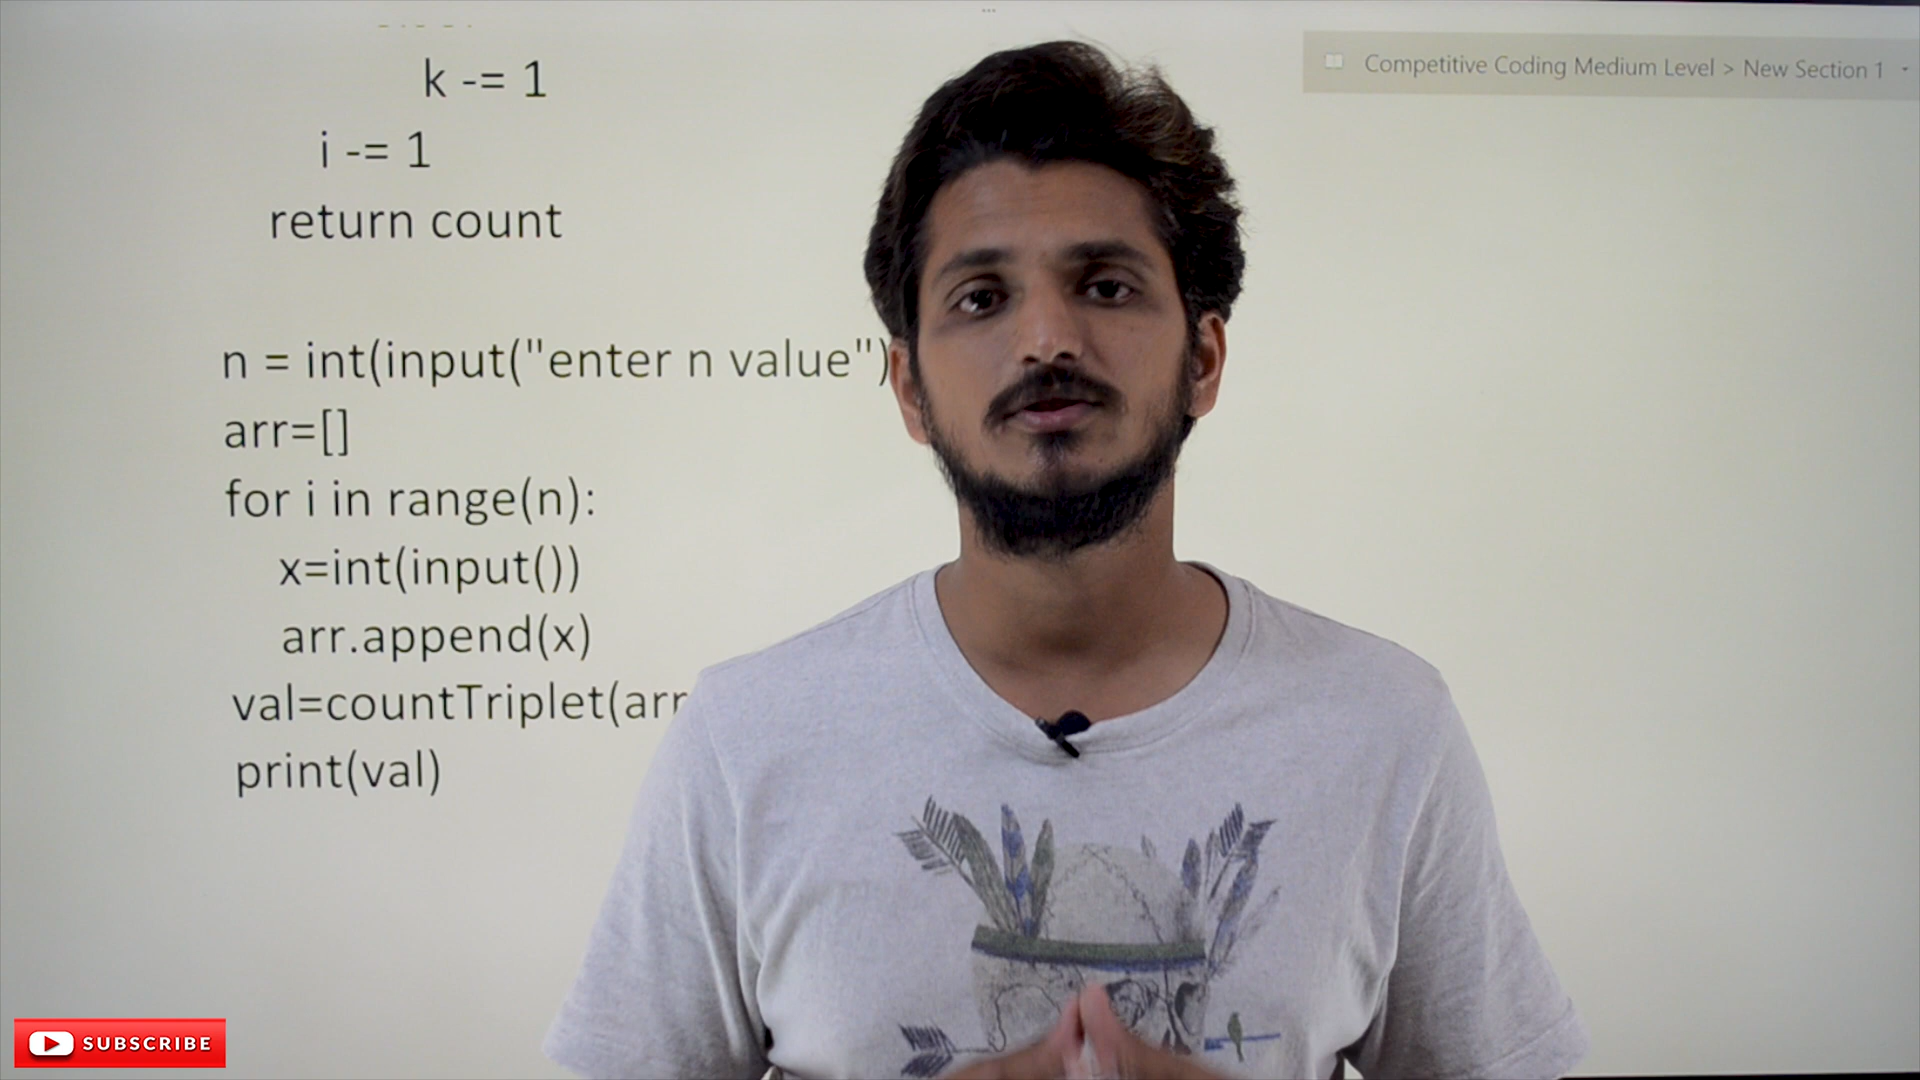 Competitive Coding Medium Level > New Section 1
k -= 1
i -= 1
return count
n = int(input("enter n value")
arr=[]
for i in range(n):
x=int(input())
arr.append(x)
val=countTriplet(arr
print(val)
SUBSCRIBE